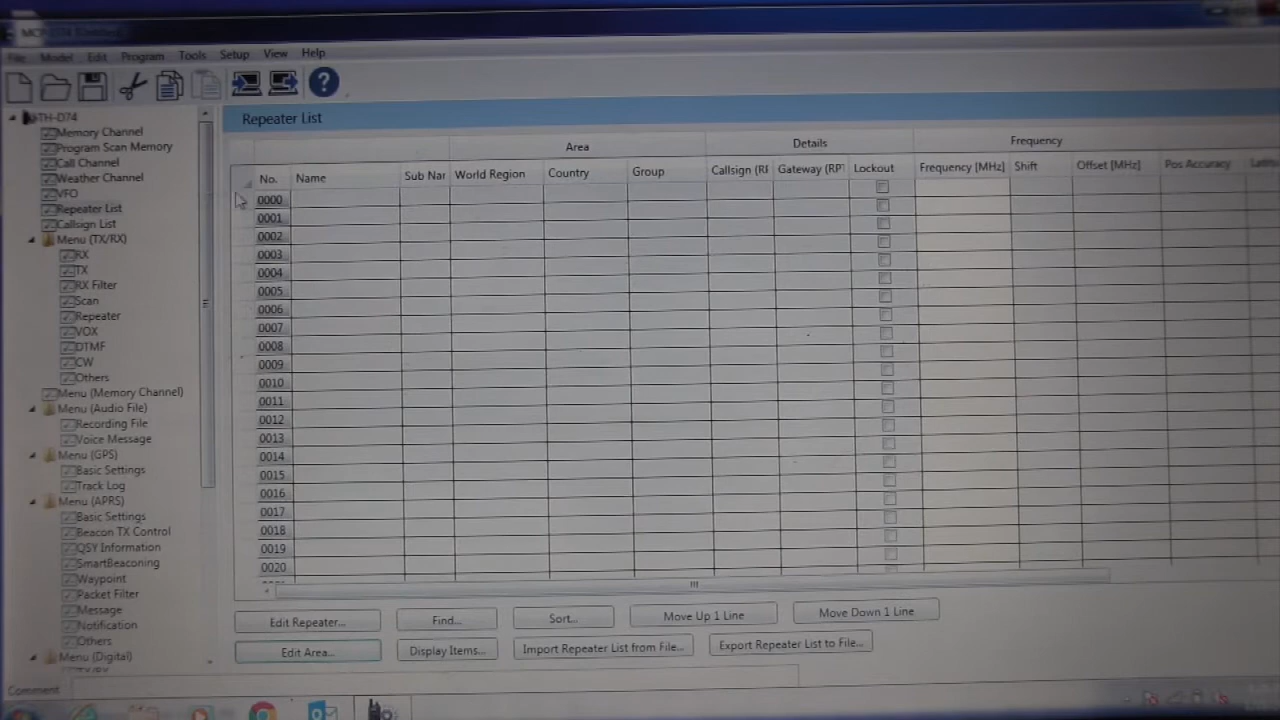 File Model Edit Program Tools Setup View Help
TH-D74
Memory Channel
Program Scan Memory
Call Channel
Weather Channel
VFO
Repeater List
Callsign List
Menu (TX/RX)
RX
TX
RX Filter
Scan
Repeater
VOX
DTMF
CW
Others
Menu (Memory Channel)
Menu (Audio File)
Recording File
Voice Message
Menu (GPS)
Basic Settings
Track Log
Menu (APRS)
Basic Settings
Beacon TX Control
QSY Information
SmartBeaconing
Waypoint
Packet Filter
Message
Notification
Others
Menu (Digital)
Repeater List
Area Details Frequency
No. Name Sub Nar World Region Country Group Callsign (RF Gateway (RPT Lockout Frequency [MHz] Shift Offset [MHz] Pos Accuracy
0000
0001
0002
0003
0004
0005
0006
0007
0008
0009
0010
0011
0012
0013
0014
0015
0016
0017
0018
0019
0020
Edit Repeater... Find... Sort... Move Up 1 Line Move Down 1 Line
Edit Area... Display Items... Import Repeater List from File... Export Repeater List to File...
Comment